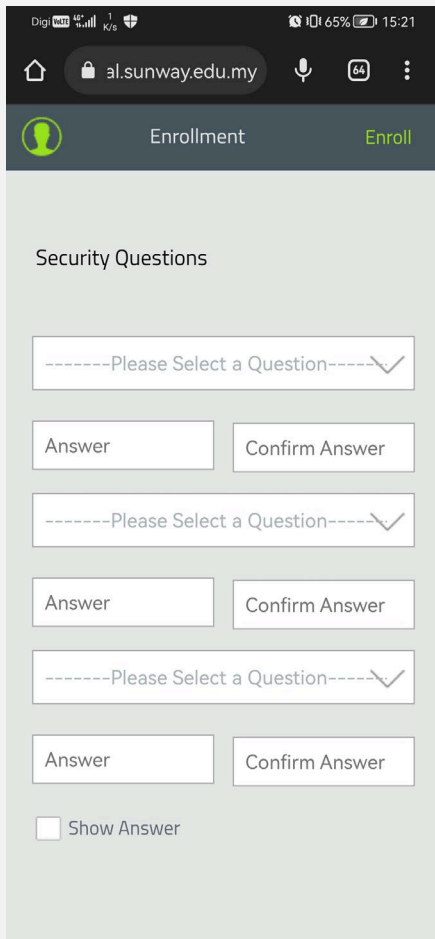 Digi VoLTE 4G+ 1 K/s 65% 15:21
al.sunway.edu.my 64
Enrollment Enroll
Security Questions
-------Please Select a Question-------
Answer Confirm Answer
-------Please Select a Question-------
Answer Confirm Answer
-------Please Select a Question-------
Answer Confirm Answer
Show Answer